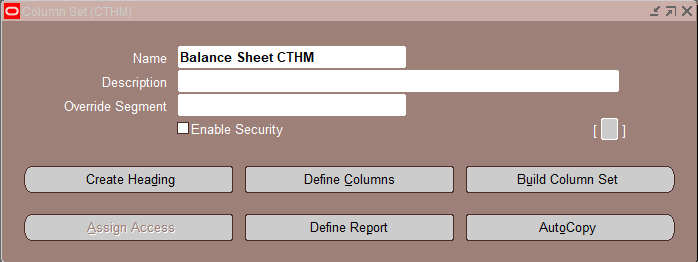 Column Set (CTHM)
Name Balance Sheet CTHM
Description
Override Segment
Enable Security [ ]
Create Heading Define Columns Build Column Set
Assign Access Define Report AutoCopy